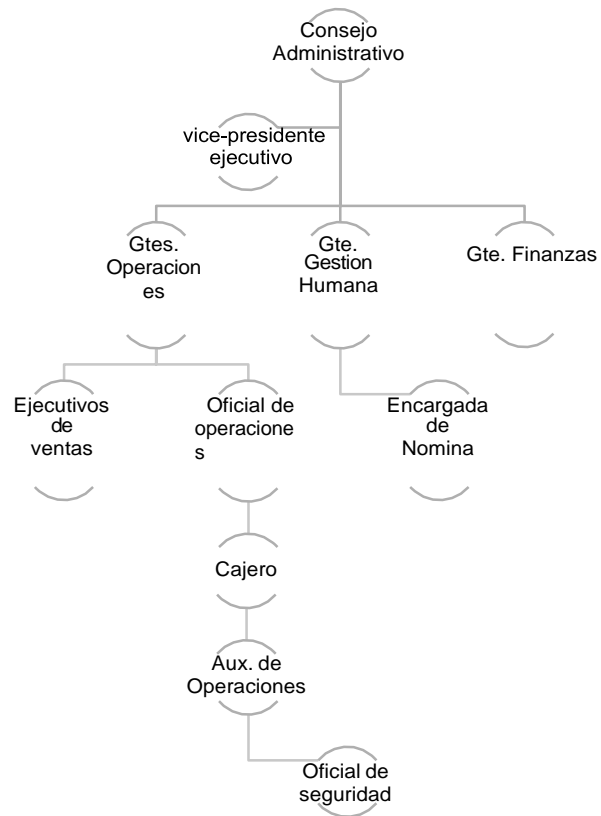 Consejo
Administrativo
vice-presidente
ejecutivo
Gtes.
Operacion
es
Gte.
Gestion
Humana
Gte. Finanzas
Ejecutivos
de
ventas
Oficial de
operacione
s
Encargada
de
Nomina
Cajero
Aux. de
Operaciones
Oficial de
seguridad